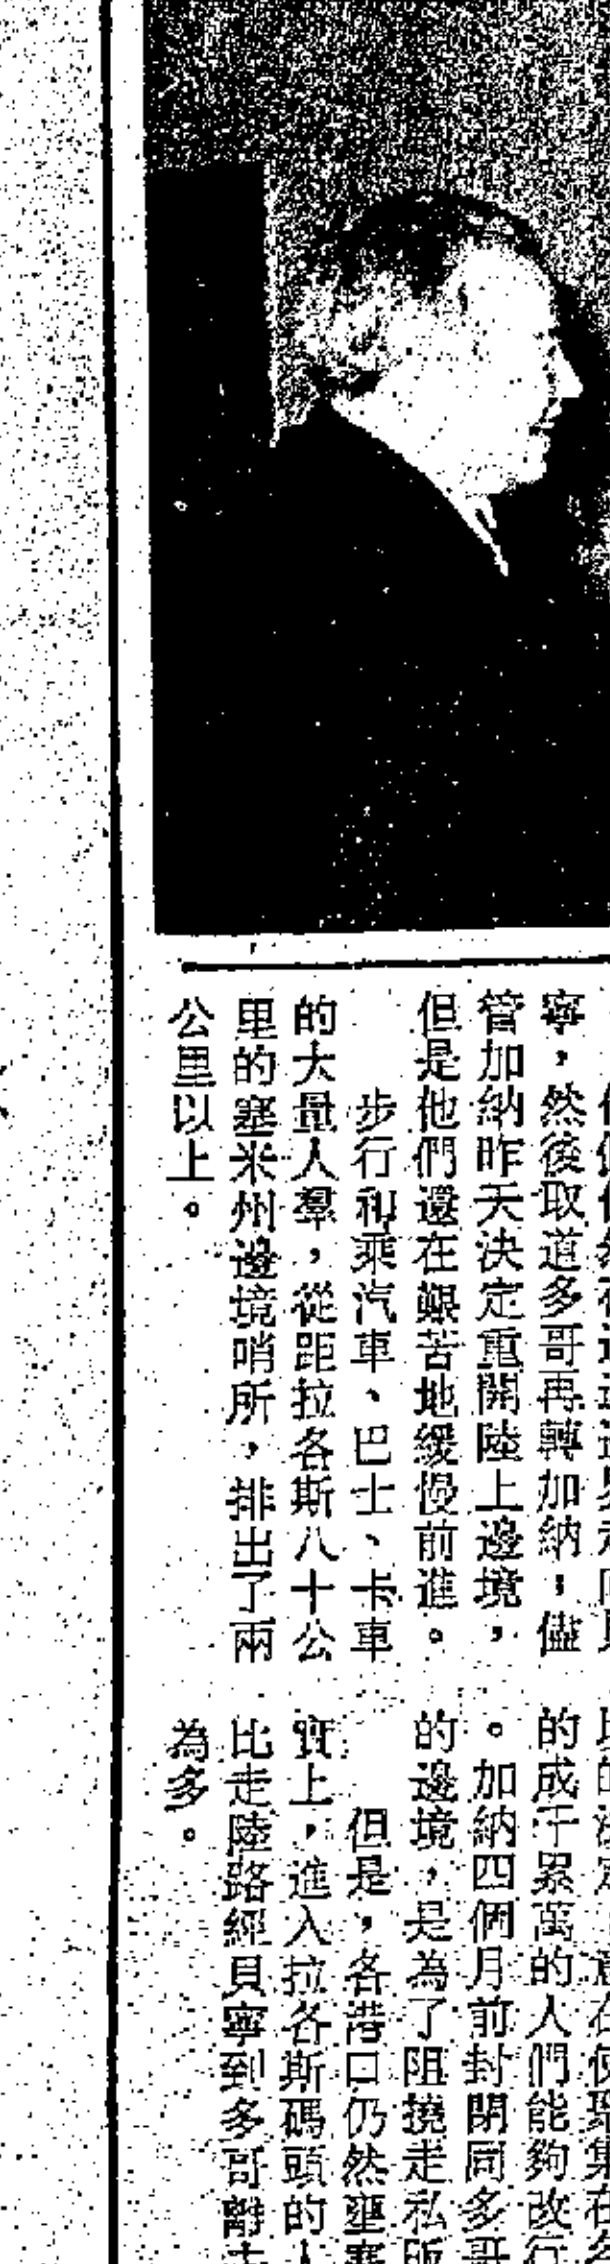 寧，然後取道多哥再轉加納，儘
管加納昨天決定重開陸上邊境，
但是他們還在艱苦地緩慢前進。
步行和乘汽車、巴士、卡車
的大量人羣，從距拉各斯八十公
里的塞米州邊境哨所，排出了兩
公里以上。
的成千累萬的人們能夠改行
。加納四個月前封閉同多哥
的邊境，是為了阻撓走私販
但是，各港口仍然壅塞
實上，進入拉各斯碼頭的人
比走陸路經貝寧到多哥離去
為多。